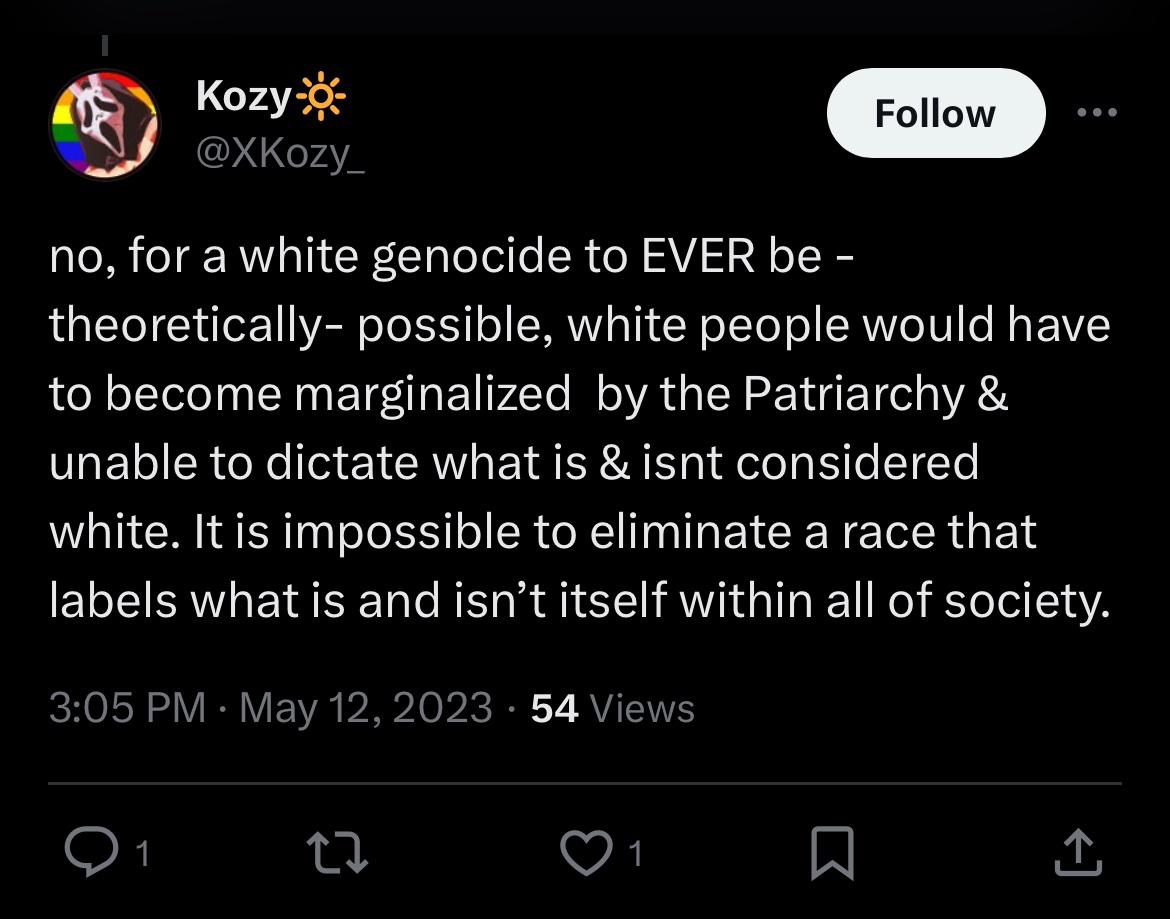 Kozy🔆
@XKozy_
Follow
no, for a white genocide to EVER be -
theoretically- possible, white people would have
to become marginalized  by the Patriarchy &
unable to dictate what is & isnt considered
white. It is impossible to eliminate a race that
labels what is and isn’t itself within all of society.
3:05 PM · May 12, 2023 · 54 Views
1
1